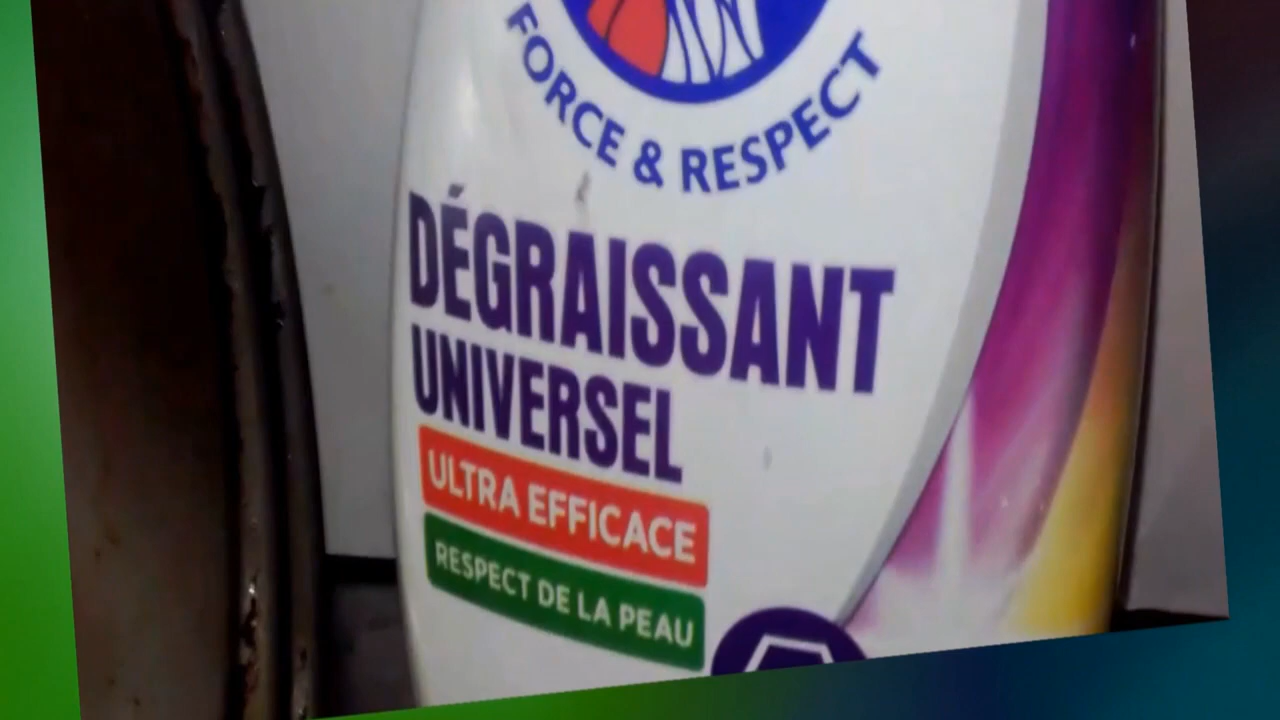 FORCE & RESPECT
DÉGRAISSANT
UNIVERSEL
ULTRA EFFICACE
RESPECT DE LA PEAU